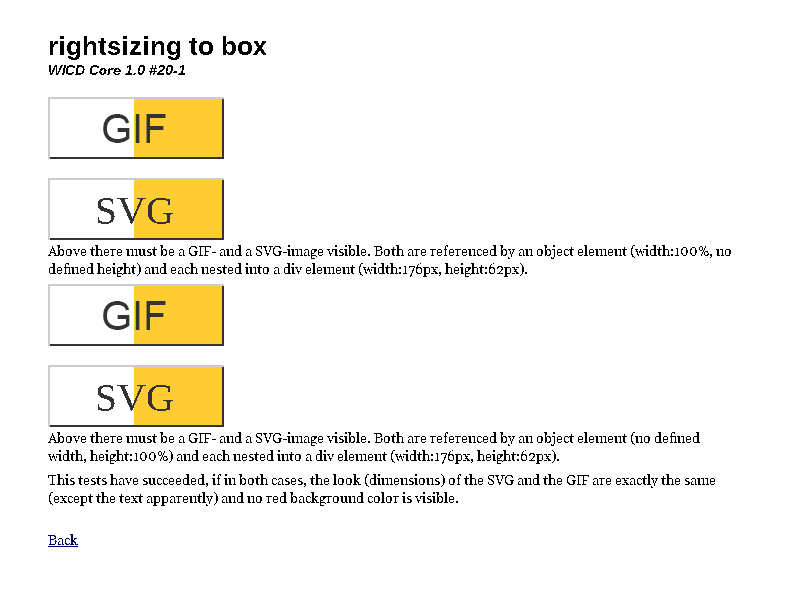 rightsizing to box
WICD Core 1.0 #20-1
GIF
SVG
Above there must be a GIF- and a SVG-image visible. Both are referenced by an object element (width:100%, no
defined height) and each nested into a div element (width:176px, height:62px).
GIF
SVG
Above there must be a GIF- and a SVG-image visible. Both are referenced by an object element (no defined
width, height:100%) and each nested into a div element (width:176px, height:62px).
This tests have succeeded, if in both cases, the look (dimensions) of the SVG and the GIF are exactly the same
(except the text apparently) and no red background color is visible.
Back